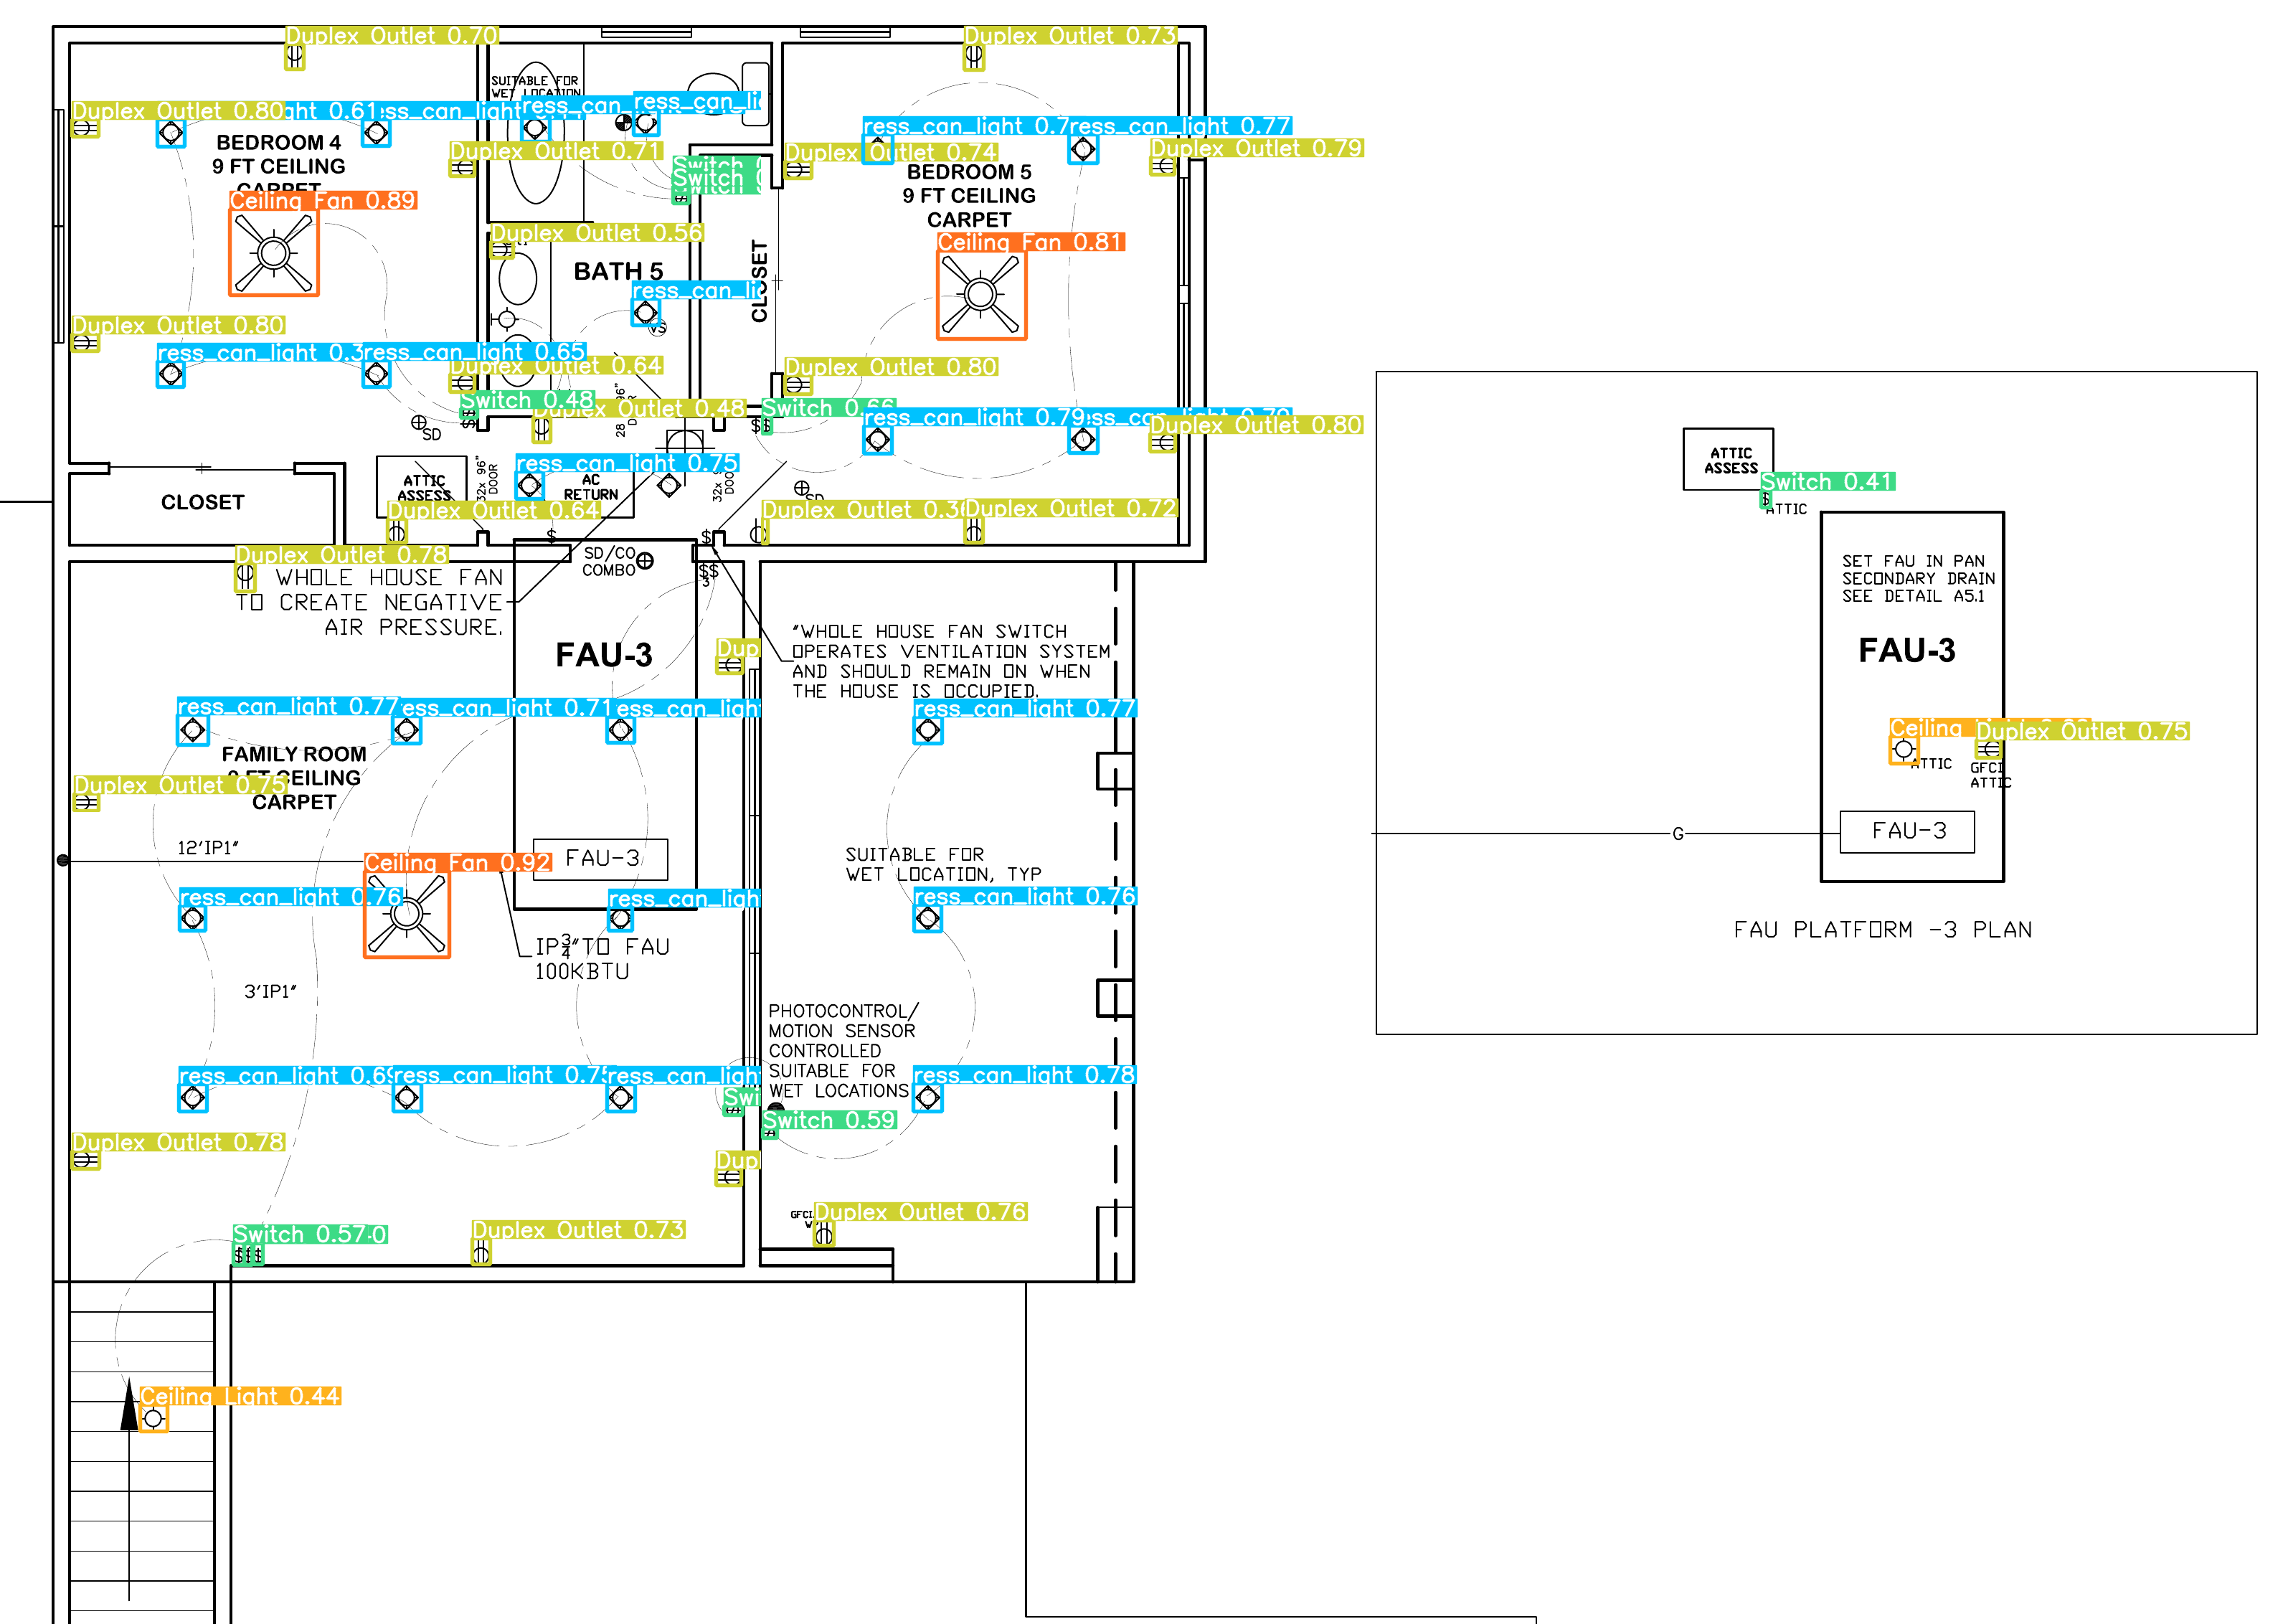 Duplex Outlet 0.70
Duplex Outlet 0.73
SUITABLE FOR
WET LOCATION
Duplex Outlet 0.80
ght 0.61
ess_can_light
ress_can_
ress_can_li
BEDROOM 4
9 FT CEILING
CARPET
Duplex Outlet 0.71
Switch
Switch
Duplex Outlet 0.74
ress_can_light 0.7
ress_can_light 0.77
Duplex Outlet 0.79
BEDROOM 5
9 FT CEILING
CARPET
Ceiling Fan 0.89
Duplex Outlet 0.56
Ceiling Fan 0.81
BATH 5
CLOSET
ress_can_lig
VS
Duplex Outlet 0.80
ress_can_light 0.3
ress_can_light 0.65
Duplex Outlet 0.64
Duplex Outlet 0.80
Switch 0.48
Duplex Outlet 0.48
Switch 0.66
ress_can_light 0.79
Duplex Outlet 0.80
SD
$$
ress_can_light 0.75
32x 96"
DOOR
ATTIC
ASSESS
AC
RETURN
CLOSET
Duplex Outlet 0.64
Duplex Outlet 0.3
Duplex Outlet 0.72
$
$
SD/CO
COMBO
$$
3
Duplex Outlet 0.78
WHOLE HOUSE FAN
TO CREATE NEGATIVE
AIR PRESSURE.
FAU-3
Dup
"WHOLE HOUSE FAN SWITCH
OPERATES VENTILATION SYSTEM
AND SHOULD REMAIN ON WHEN
THE HOUSE IS OCCUPIED.
ress_can_light 0.77
ess_can_light 0.71
ess_can_light
ress_can_light 0.77
FAMILY ROOM
9 FT CEILING
CARPET
Duplex Outlet 0.75
12'IP1"
Ceiling Fan 0.92
FAU-3
SUITABLE FOR
WET LOCATION, TYP
ress_can_light 0.76
ress_can_light
ress_can_light 0.76
IP3/4"TO FAU
100KBTU
3'IP1"
PHOTOCONTROL/
MOTION SENSOR
CONTROLLED
SUITABLE FOR
WET LOCATIONS
ress_can_light 0.69
ress_can_light 0.7
ress_can_light
ress_can_light 0.78
Swi
Switch 0.59
Duplex Outlet 0.78
Dup
GFCI
Duplex Outlet 0.76
Switch 0.57
Duplex Outlet 0.73
$$$
Ceiling Light 0.44
ATTIC
ASSESS
Switch 0.41
$
ATTIC
SET FAU IN PAN
SECONDARY DRAIN
SEE DETAIL A5.1
FAU-3
Ceiling
Duplex Outlet 0.75
ATTIC
GFCI
ATTIC
G
FAU-3
FAU PLATFORM -3 PLAN